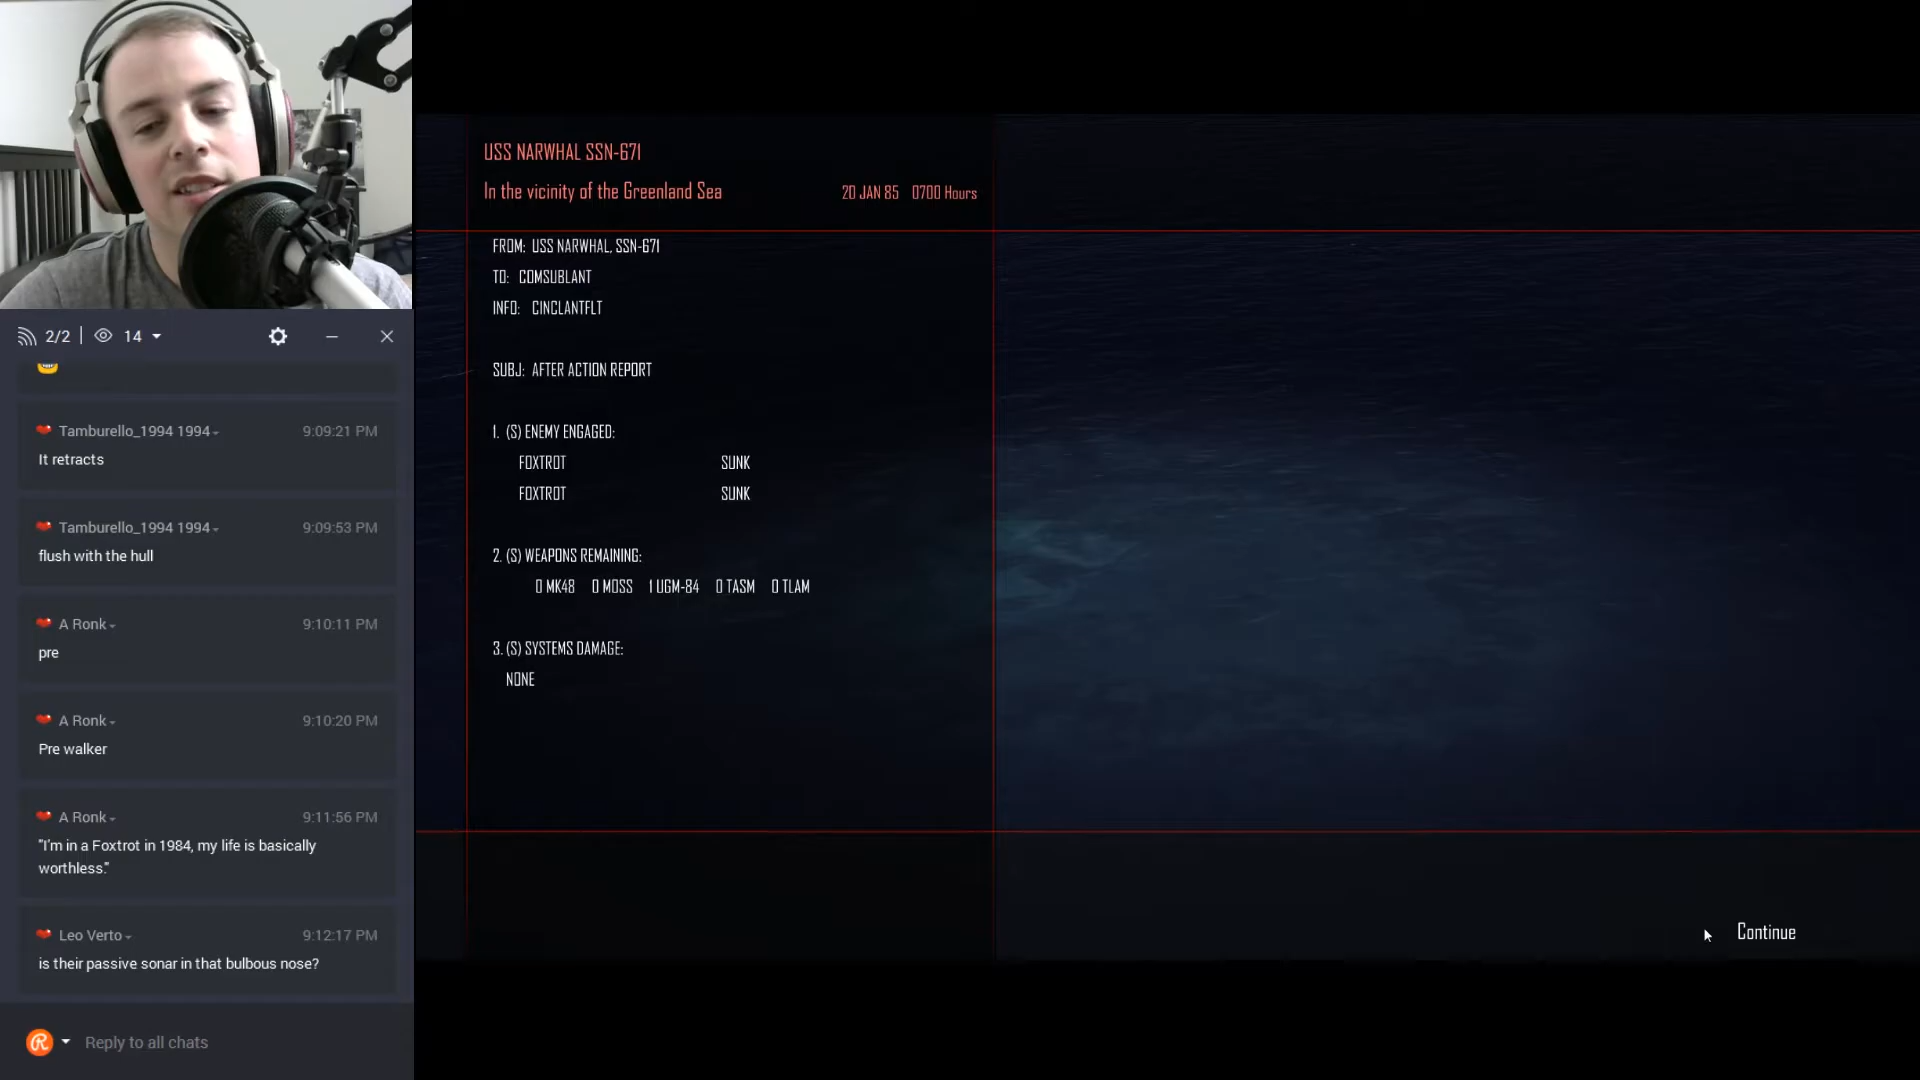 2/2 14
Tamburello_1994 1994 9:09:21 PM
It retracts
Tamburello_1994 1994 9:09:53 PM
flush with the hull
A Ronk 9:10:11 PM
pre
A Ronk 9:10:20 PM
Pre walker
A Ronk 9:11:56 PM
"I'm in a Foxtrot in 1984, my life is basically
worthless."
Leo Verto 9:12:17 PM
is their passive sonar in that bulbous nose?
Reply to all chats
USS NARWHAL SSN-671
In the vicinity of the Greenland Sea 20 JAN 85 0700 Hours
FROM: USS NARWHAL, SSN-671
TO: COMSUBLANT
INFO: CINCLANTFLT
SUBJ: AFTER ACTION REPORT
1. (S) ENEMY ENGAGED:
FOXTROT SUNK
FOXTROT SUNK
2. (S) WEAPONS REMAINING:
0 MK48 0 MOSS 1 UGM-84 0 TASM 0 TLAM
3. (S) SYSTEMS DAMAGE:
NONE
Continue